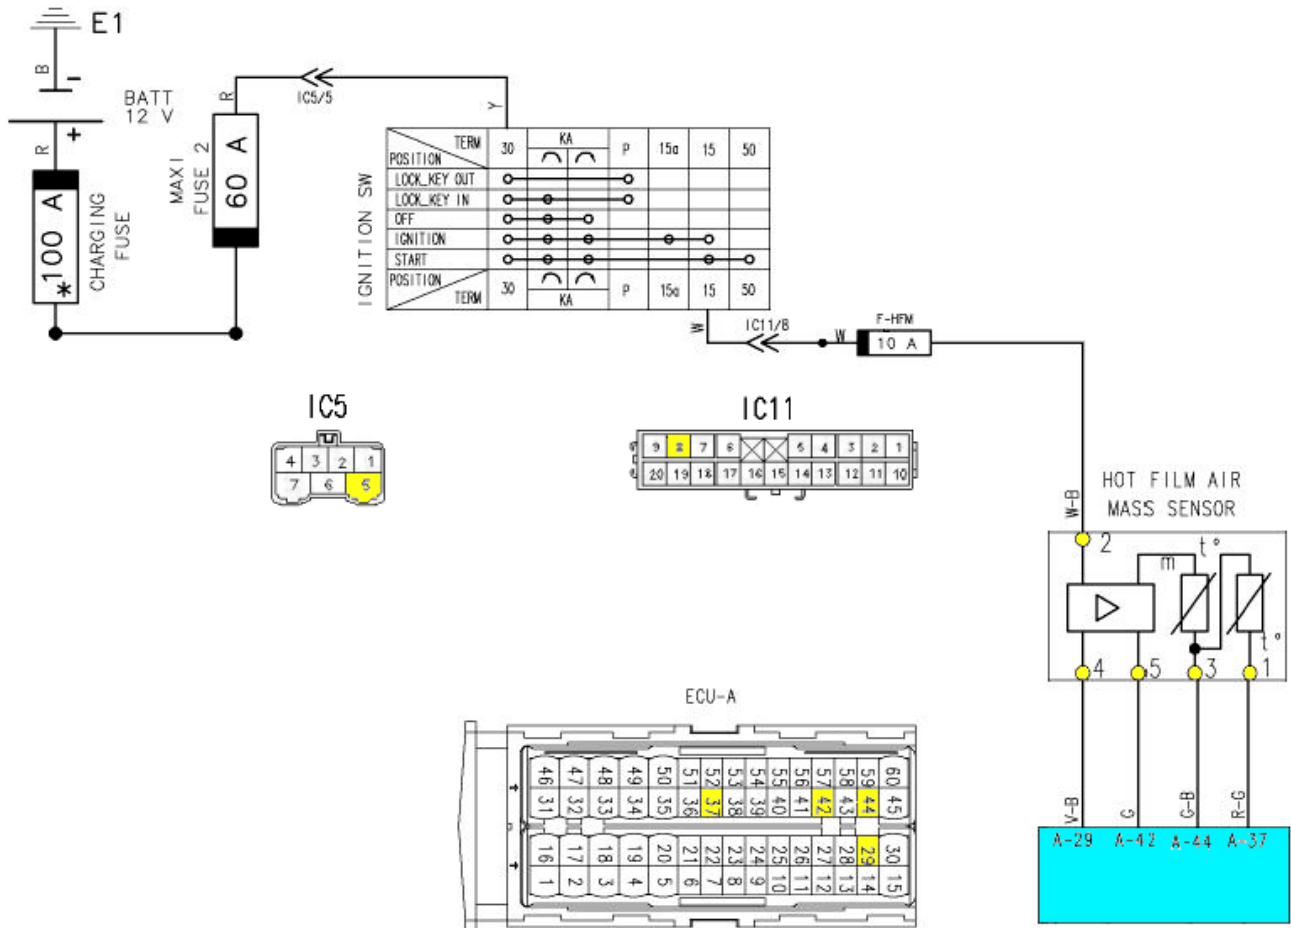 E1
B
-
BATT
12 V
+
R
100 A
*
CHARGING
FUSE
R
60 A
MAXI
FUSE 2
IC5/5
Y
IGNITION SW
TERM
POSITION
30
KA
P
15a
15
50
LOCK_KEY OUT
LOCK_KEY IN
OFF
IGNITION
START
POSITION
TERM
30
KA
P
15a
15
50
W
IC11/8
W
F-HFM
10 A
IC5
4 3 2 1
7 6 5
IC11
9 8 7 6 5 4 3 2 1
20 19 18 17 16 15 14 13 12 11 10
HOT FILM AIR
MASS SENSOR
W-B
2
t°
m
t°
4 5 3 1
V-B
G
G-B
R-G
A-29 A-42 A-44 A-37
ECU-A
46 47 48 49 50 51 52 53 54 55 56 57 58 59 60
31 32 33 34 35 36 37 38 39 40 41 42 43 44 45
16 17 18 19 20 21 22 23 24 25 26 27 28 29 30
1 2 3 4 5 6 7 8 9 10 11 12 13 14 15